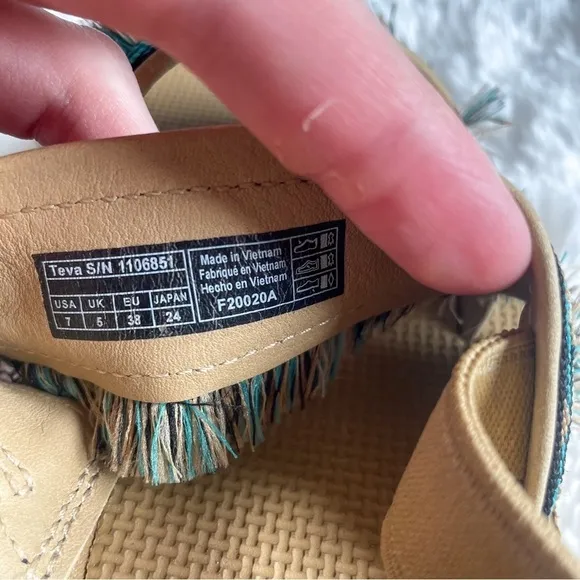 Teva S/N 1106851
USA UK EU JAPAN
7 5 38 24
Made in Vietnam
Fabriqué en Vietnam
Hecho en Vietnam
F20020A